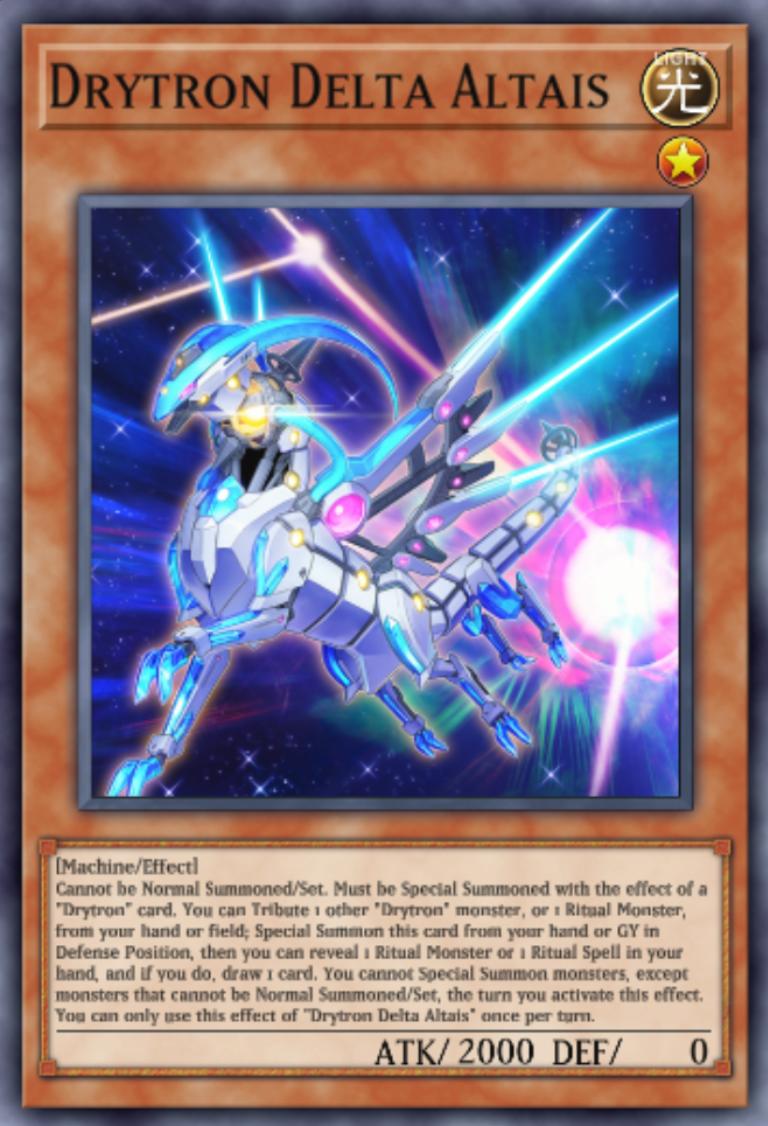 DRYTRON DELTA ALTAIS
LIGHT
光
[Machine/Effect]
Cannot be Normal Summoned/Set. Must be Special Summoned with the effect of a
"Drytron" card. You can Tribute 1 other "Drytron" monster, or 1 Ritual Monster,
from your hand or field; Special Summon this card from your hand or GY in
Defense Position, then you can reveal 1 Ritual Monster or 1 Ritual Spell in your
hand, and if you do, draw 1 card. You cannot Special Summon monsters, except
monsters that cannot be Normal Summoned/Set, the turn you activate this effect.
You can only use this effect of "Drytron Delta Altais" once per turn.
ATK/ 2000 DEF/ 0